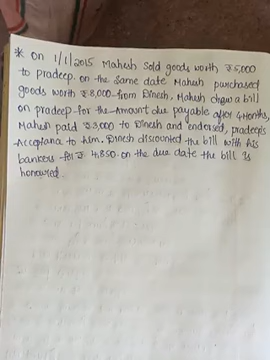 * On 1/1/2015 Mahesh sold goods worth ₹5,000
to pradeep. on the same date Mahesh purchased
goods worth ₹8,000 from Dinesh. Mahesh drew a bill
on pradeep for the Amount due payable after 4 Months,
Mahesh paid ₹3,000 to Dinesh and endorsed, pradeep's
Acceptance to him. Dinesh discounted the bill with his
bankers for ₹ 4,850 on the due date the bill is
honoured.